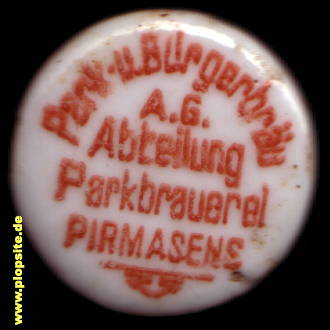 Park- u. Bürgerbräu
A.G.
Abteilung
Parkbrauerei
PIRMASENS
www.plopsite.de